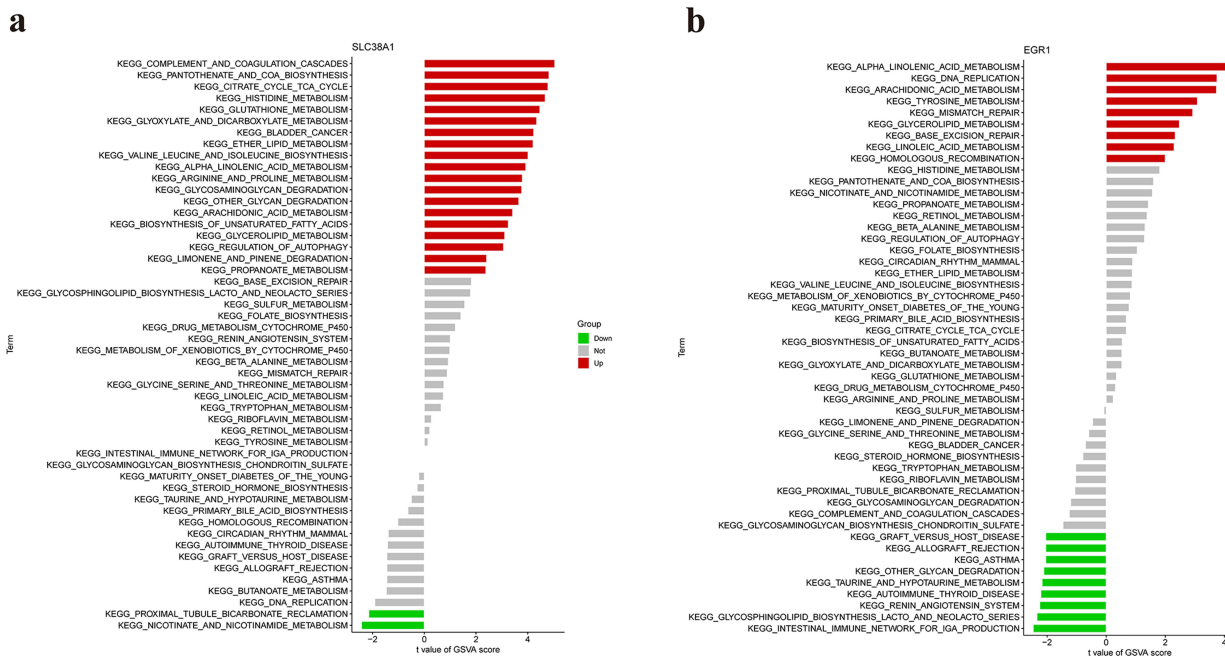 a
SLC38A1
KEGG_COMPLEMENT_AND_COAGULATION_CASCADES
KEGG_PANTOTHENATE_AND_COA_BIOSYNTHESIS
KEGG_CITRATE_CYCLE_TCA_CYCLE
KEGG_HISTIDINE_METABOLISM
KEGG_GLUTATHIONE_METABOLISM
KEGG_GLYOXYLATE_AND_DICARBOXYLATE_METABOLISM
KEGG_BLADDER_CANCER
KEGG_ETHER_LIPID_METABOLISM
KEGG_VALINE_LEUCINE_AND_ISOLEUCINE_BIOSYNTHESIS
KEGG_ALPHA_LINOLENIC_ACID_METABOLISM
KEGG_ARGININE_AND_PROLINE_METABOLISM
KEGG_GLYCOSAMINOGLYCAN_DEGRADATION
KEGG_OTHER_GLYCAN_DEGRADATION
KEGG_ARACHIDONIC_ACID_METABOLISM
KEGG_BIOSYNTHESIS_OF_UNSATURATED_FATTY_ACIDS
KEGG_GLYCEROLIPID_METABOLISM
KEGG_REGULATION_OF_AUTOPHAGY
KEGG_LIMONENE_AND_PINENE_DEGRADATION
KEGG_PROPANOATE_METABOLISM
KEGG_BASE_EXCISION_REPAIR
KEGG_GLYCOSPHINGOLIPID_BIOSYNTHESIS_LACTO_AND_NEOLACTO_SERIES
KEGG_SULFUR_METABOLISM
KEGG_FOLATE_BIOSYNTHESIS
KEGG_DRUG_METABOLISM_CYTOCHROME_P450
KEGG_RENIN_ANGIOTENSIN_SYSTEM
KEGG_METABOLISM_OF_XENOBIOTICS_BY_CYTOCHROME_P450
KEGG_BETA_ALANINE_METABOLISM
KEGG_MISMATCH_REPAIR
KEGG_GLYCINE_SERINE_AND_THREONINE_METABOLISM
KEGG_LINOLEIC_ACID_METABOLISM
KEGG_TRYPTOPHAN_METABOLISM
KEGG_RIBOFLAVIN_METABOLISM
KEGG_RETINOL_METABOLISM
KEGG_TYROSINE_METABOLISM
KEGG_INTESTINAL_IMMUNE_NETWORK_FOR_IGA_PRODUCTION
KEGG_GLYCOSAMINOGLYCAN_BIOSYNTHESIS_CHONDROITIN_SULFATE
KEGG_MATURITY_ONSET_DIABETES_OF_THE_YOUNG
KEGG_STEROID_HORMONE_BIOSYNTHESIS
KEGG_TAURINE_AND_HYPOTAURINE_METABOLISM
KEGG_PRIMARY_BILE_ACID_BIOSYNTHESIS
KEGG_HOMOLOGOUS_RECOMBINATION
KEGG_CIRCADIAN_RHYTHM_MAMMAL
KEGG_AUTOIMMUNE_THYROID_DISEASE
KEGG_GRAFT_VERSUS_HOST_DISEASE
KEGG_ALLOGRAFT_REJECTION
KEGG_ASTHMA
KEGG_BUTANOATE_METABOLISM
KEGG_DNA_REPLICATION
KEGG_PROXIMAL_TUBULE_BICARBONATE_RECLAMATION
KEGG_NICOTINATE_AND_NICOTINAMIDE_METABOLISM
Term
−2 0 2 4
t value of GSVA score
Group
Down
Not
Up
b
EGR1
KEGG_ALPHA_LINOLENIC_ACID_METABOLISM
KEGG_DNA_REPLICATION
KEGG_ARACHIDONIC_ACID_METABOLISM
KEGG_TYROSINE_METABOLISM
KEGG_MISMATCH_REPAIR
KEGG_GLYCEROLIPID_METABOLISM
KEGG_BASE_EXCISION_REPAIR
KEGG_LINOLEIC_ACID_METABOLISM
KEGG_HOMOLOGOUS_RECOMBINATION
KEGG_HISTIDINE_METABOLISM
KEGG_PANTOTHENATE_AND_COA_BIOSYNTHESIS
KEGG_NICOTINATE_AND_NICOTINAMIDE_METABOLISM
KEGG_PROPANOATE_METABOLISM
KEGG_RETINOL_METABOLISM
KEGG_BETA_ALANINE_METABOLISM
KEGG_REGULATION_OF_AUTOPHAGY
KEGG_FOLATE_BIOSYNTHESIS
KEGG_CIRCADIAN_RHYTHM_MAMMAL
KEGG_ETHER_LIPID_METABOLISM
KEGG_VALINE_LEUCINE_AND_ISOLEUCINE_BIOSYNTHESIS
KEGG_METABOLISM_OF_XENOBIOTICS_BY_CYTOCHROME_P450
KEGG_MATURITY_ONSET_DIABETES_OF_THE_YOUNG
KEGG_PRIMARY_BILE_ACID_BIOSYNTHESIS
KEGG_CITRATE_CYCLE_TCA_CYCLE
KEGG_BIOSYNTHESIS_OF_UNSATURATED_FATTY_ACIDS
KEGG_BUTANOATE_METABOLISM
KEGG_GLYOXYLATE_AND_DICARBOXYLATE_METABOLISM
KEGG_GLUTATHIONE_METABOLISM
KEGG_DRUG_METABOLISM_CYTOCHROME_P450
KEGG_ARGININE_AND_PROLINE_METABOLISM
KEGG_SULFUR_METABOLISM
KEGG_LIMONENE_AND_PINENE_DEGRADATION
KEGG_GLYCINE_SERINE_AND_THREONINE_METABOLISM
KEGG_BLADDER_CANCER
KEGG_STEROID_HORMONE_BIOSYNTHESIS
KEGG_TRYPTOPHAN_METABOLISM
KEGG_RIBOFLAVIN_METABOLISM
KEGG_PROXIMAL_TUBULE_BICARBONATE_RECLAMATION
KEGG_GLYCOSAMINOGLYCAN_DEGRADATION
KEGG_COMPLEMENT_AND_COAGULATION_CASCADES
KEGG_GLYCOSAMINOGLYCAN_BIOSYNTHESIS_CHONDROITIN_SULFATE
KEGG_GRAFT_VERSUS_HOST_DISEASE
KEGG_ALLOGRAFT_REJECTION
KEGG_ASTHMA
KEGG_OTHER_GLYCAN_DEGRADATION
KEGG_TAURINE_AND_HYPOTAURINE_METABOLISM
KEGG_AUTOIMMUNE_THYROID_DISEASE
KEGG_RENIN_ANGIOTENSIN_SYSTEM
KEGG_GLYCOSPHINGOLIPID_BIOSYNTHESIS_LACTO_AND_NEOLACTO_SERIES
KEGG_INTESTINAL_IMMUNE_NETWORK_FOR_IGA_PRODUCTION
Term
−2 0 2 4
t value of GSVA score